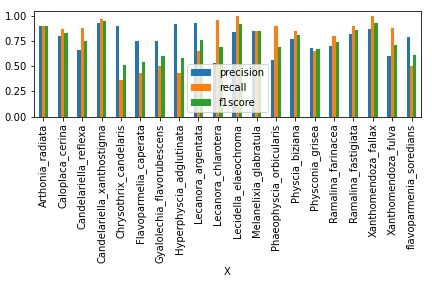 1.00
0.75
0.50
0.25
0.00
precision
recall
f1score
Arthonia_radiata
Caloplaca_cerina
Candelariella_reflexa
Candelariella_xanthostigma
Chrysothrix_candelaris
Flavoparmelia_caperata
Gyalolechia_flavorubescens
Hyperphyscia_adglutinata
Lecanora_argentata
Lecanora_chlarotera
Lecidella_elaeochroma
Melanelixia_glabratula
Phaeophyscia_orbicularis
Physcia_biziana
Physconia_grisea
Ramalina_farinacea
Ramalina_fastigiata
Xanthomendoza_fallax
Xanthomendoza_fulva
flavoparmenia_soredians
X